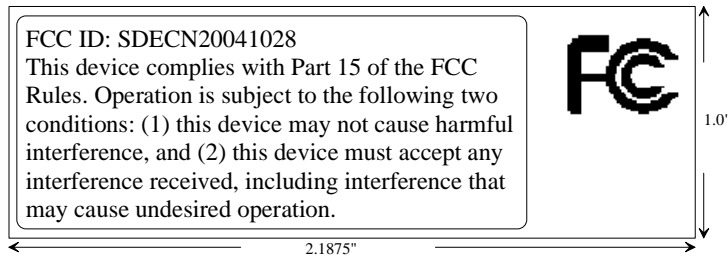 FCC ID: SDECN20041028
This device complies with Part 15 of the FCC
Rules. Operation is subject to the following two
conditions: (1) this device may not cause harmful
interference, and (2) this device must accept any
interference received, including interference that
may cause undesired operation.
FC
1.0"
2.1875"